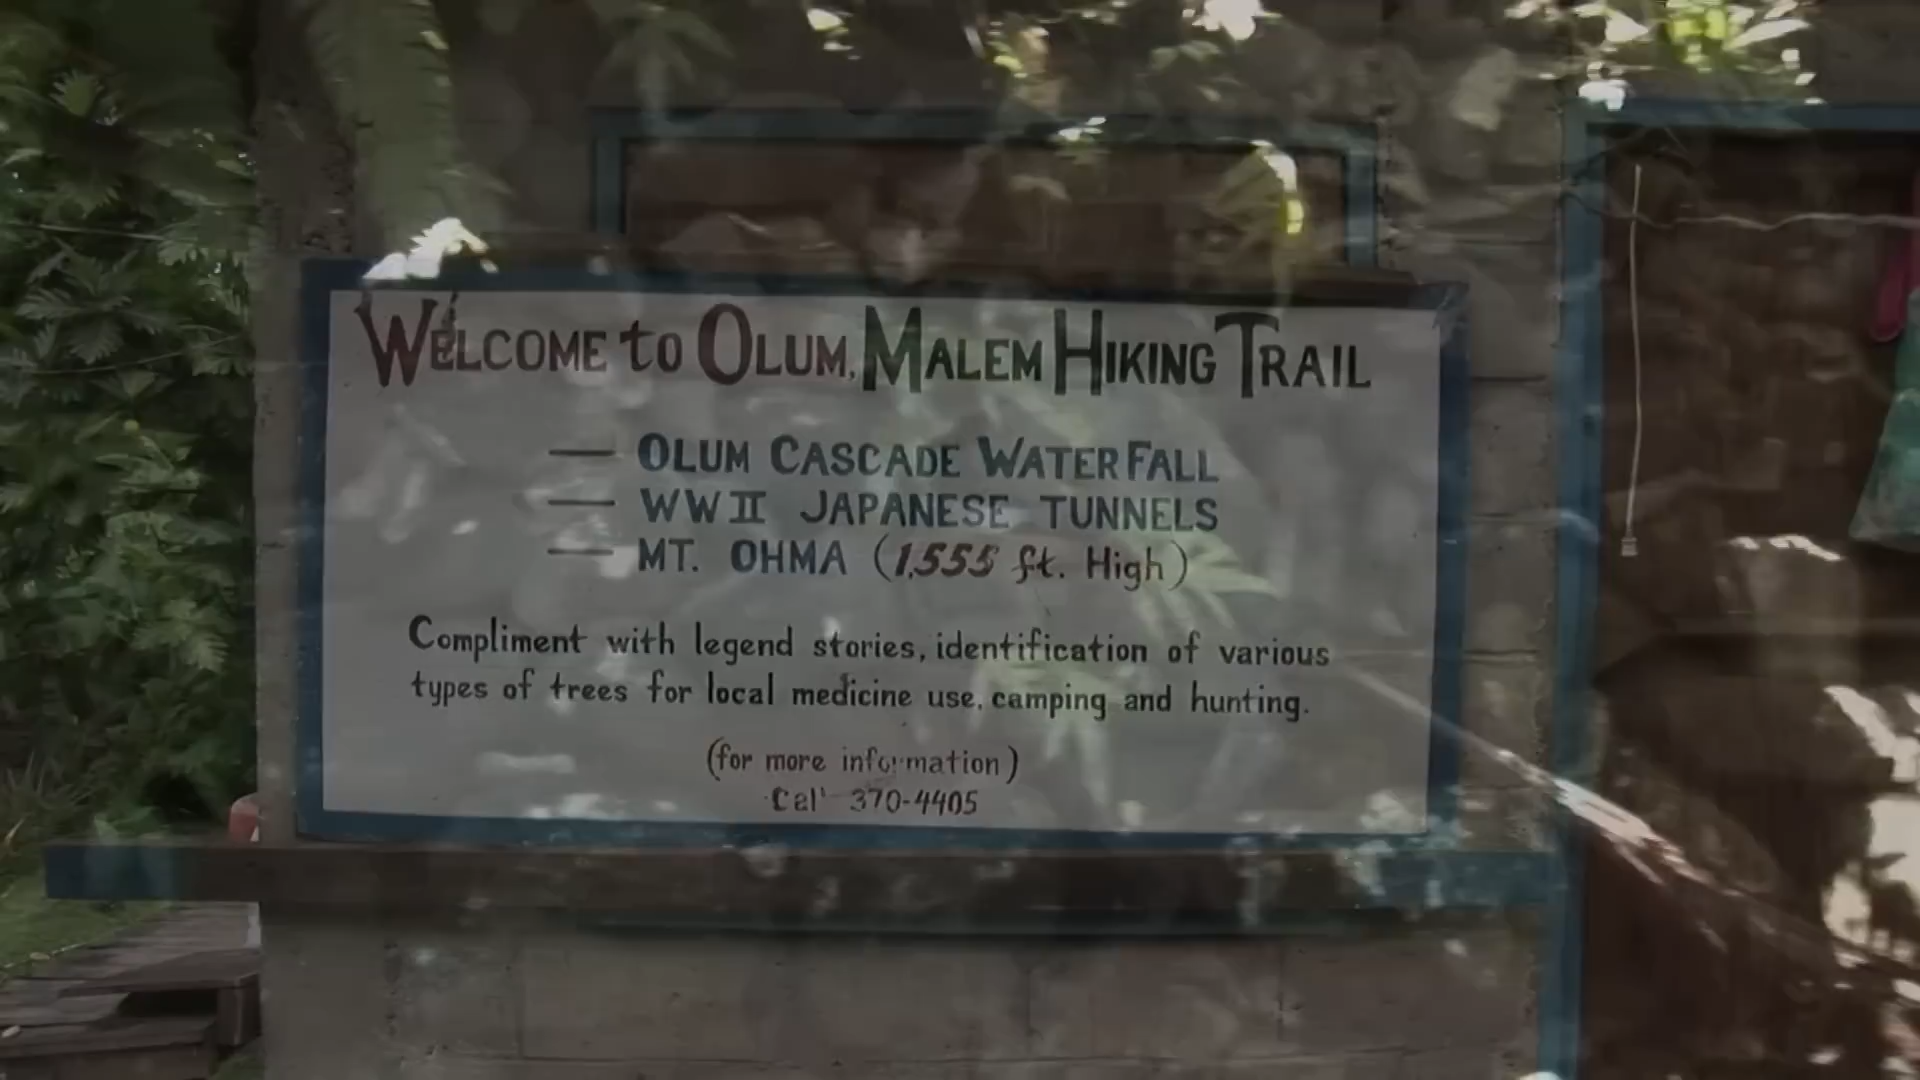 WELCOME to OLUM, MALEM HIKING TRAIL
— OLUM CASCADE WATERFALL
— WWII JAPANESE TUNNELS
— MT. OHMA (1,555 ft. High)
Compliment with legend stories, identification of various
types of trees for local medicine use, camping and hunting.
(for more information)
Call 370-4405